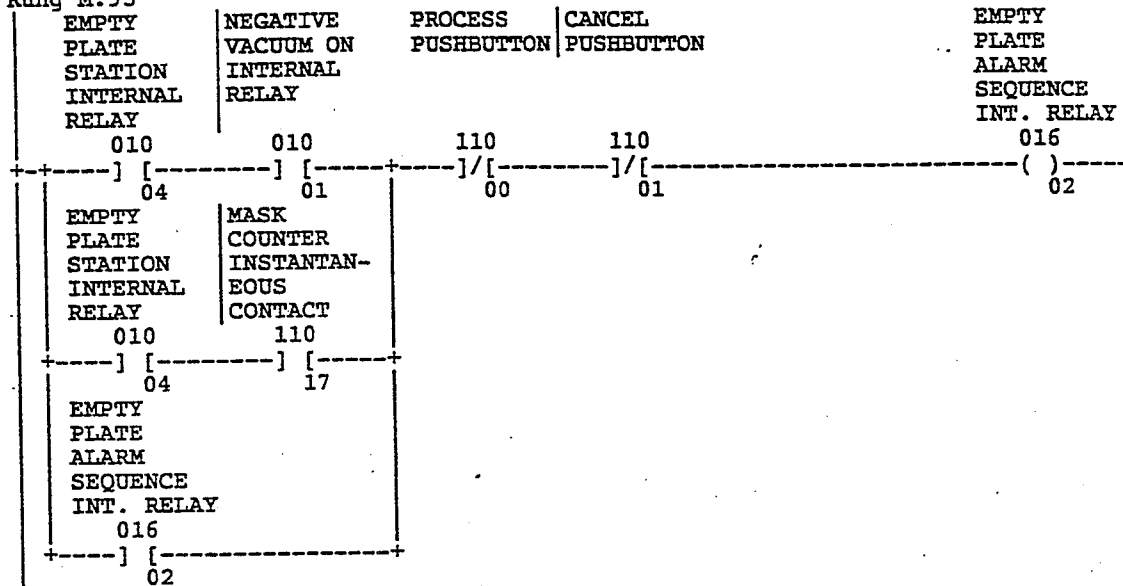 Rung M.93
EMPTY
PLATE
STATION
INTERNAL
RELAY
NEGATIVE
VACUUM ON
INTERNAL
RELAY
PROCESS
PUSHBUTTON
CANCEL
PUSHBUTTON
EMPTY
PLATE
ALARM
SEQUENCE
INT. RELAY
010 010 110 110 016
+-+----] [--------] [-----+----]/[--------]/[--------------------------( )----
04 01 00 01 02
EMPTY
PLATE
STATION
INTERNAL
RELAY
MASK
COUNTER
INSTANTAN-
EOUS
CONTACT
010 110
+----] [--------] [-----+
04 17
EMPTY
PLATE
ALARM
SEQUENCE
INT. RELAY
016
+----] [----------------+
02